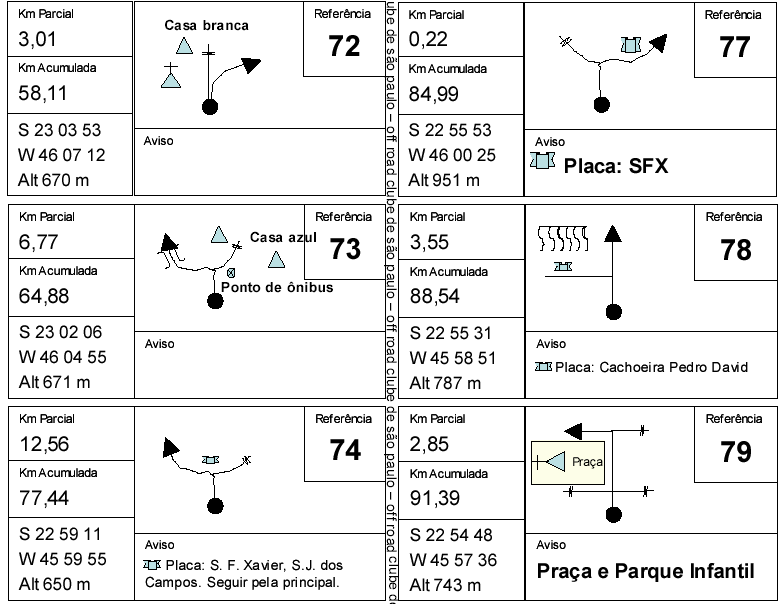 Km Parcial
3,01
Km Acumulada
58,11
S 23 03 53
W 46 07 12
Alt 670 m
Casa branca
Referência
72
Aviso
Km Parcial
6,77
Km Acumulada
64,88
S 23 02 06
W 46 04 55
Alt 671 m
Casa azul
Ponto de ônibus
Referência
73
Aviso
Km Parcial
12,56
Km Acumulada
77,44
S 22 59 11
W 45 59 55
Alt 650 m
Referência
74
Aviso
Placa: S. F. Xavier, S.J. dos
Campos. Seguir pela principal.
ube de são paulo – off road clube de são paulo – off road clube de são paulo – off road clube de
Km Parcial
0,22
Km Acumulada
84,99
S 22 55 53
W 46 00 25
Alt 951 m
Referência
77
Aviso
Placa: SFX
Km Parcial
3,55
Km Acumulada
88,54
S 22 55 31
W 45 58 51
Alt 787 m
Referência
78
Aviso
Placa: Cachoeira Pedro David
Km Parcial
2,85
Km Acumulada
91,39
S 22 54 48
W 45 57 36
Alt 743 m
Praça
Referência
79
Aviso
Praça e Parque Infantil